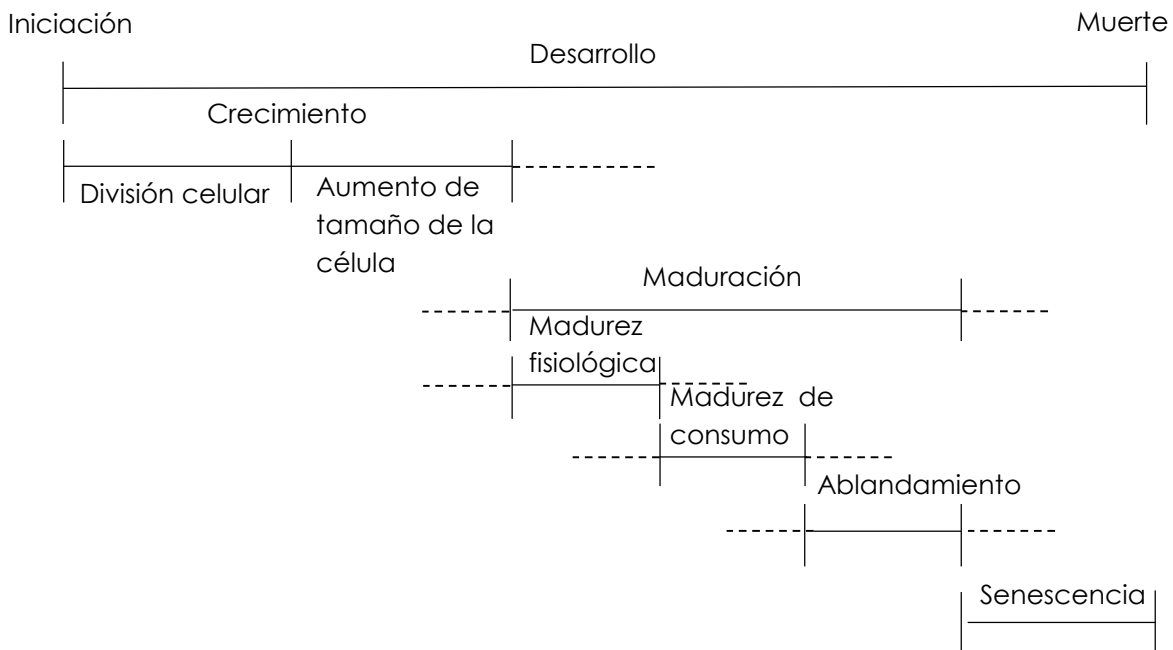 Iniciación
Muerte
Desarrollo
Crecimiento
División celular
Aumento de
tamaño de la
célula
Maduración
Madurez
fisiológica
Madurez de
consumo
Ablandamiento
Senescencia